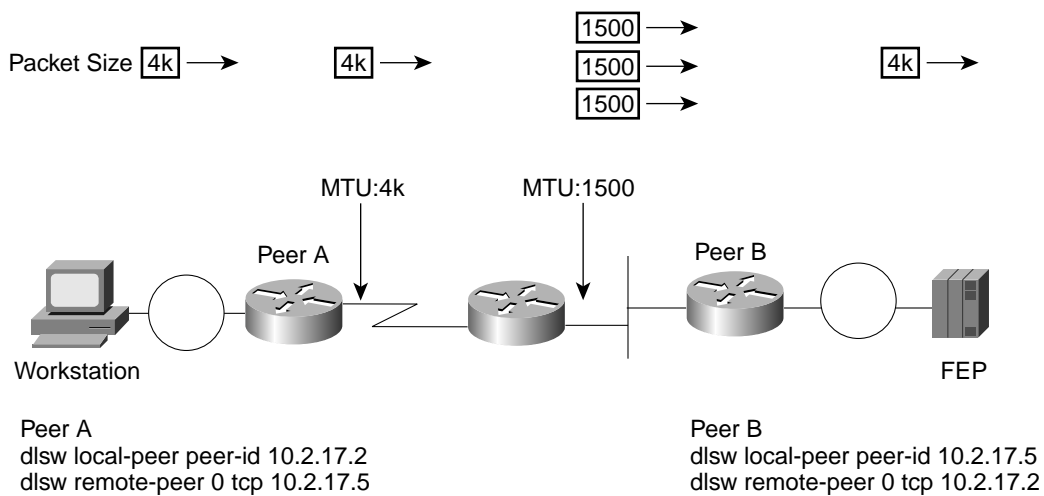 1500
Packet Size 4k 4k 1500 4k
1500
MTU:4k MTU:1500
Peer A Peer B
Workstation FEP
Peer A
dlsw local-peer peer-id 10.2.17.2
dlsw remote-peer 0 tcp 10.2.17.5
Peer B
dlsw local-peer peer-id 10.2.17.5
dlsw remote-peer 0 tcp 10.2.17.2